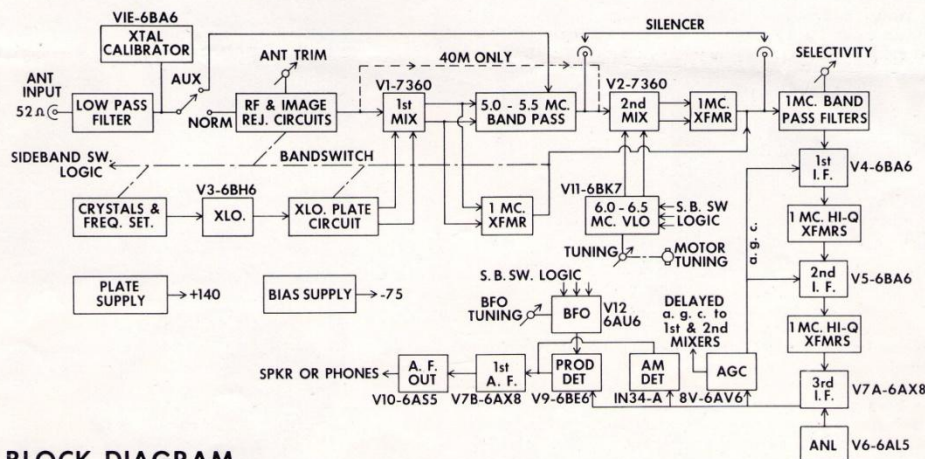 VIE-6BA6
XTAL
CALIBRATOR
ANT
INPUT
52Ω
LOW PASS
FILTER
AUX
NORM
ANT TRIM
RF & IMAGE
REJ. CIRCUITS
40M ONLY
V1-7360
1st
MIX
5.0 - 5.5 MC.
BAND PASS
SILENCER
V2-7360
2nd
MIX
1MC.
XFMR
SELECTIVITY
1MC. BAND
PASS FILTERS
SIDEBAND SW.
LOGIC
BANDSWITCH
CRYSTALS &
FREQ. SET.
V3-6BH6
XLO.
XLO. PLATE
CIRCUIT
1 MC.
XFMR
V11-6BK7
6.0 - 6.5
MC. VLO
S.B. SW
LOGIC
TUNING
MOTOR
TUNING
a. g. c.
1st
I.F.
V4-6BA6
1 MC. HI-Q
XFMRS
2nd
I.F.
V5-6BA6
1 MC. HI-Q
XFMRS
3rd
I.F.
V7A-6AX8
ANL
V6-6AL5
PLATE
SUPPLY
+140
BIAS SUPPLY
-75
S.B. SW. LOGIC
BFO
TUNING
BFO
V12
6AU6
DELAYED
a. g. c. to
1st & 2nd
MIXERS
SPKR OR PHONES
A. F.
OUT
V10-6AS5
1st
A. F.
V7B-6AX8
PROD
DET
V9-6BE6
AM
DET
IN34-A
AGC
8V-6AV6
BLOCK DIAGRAM